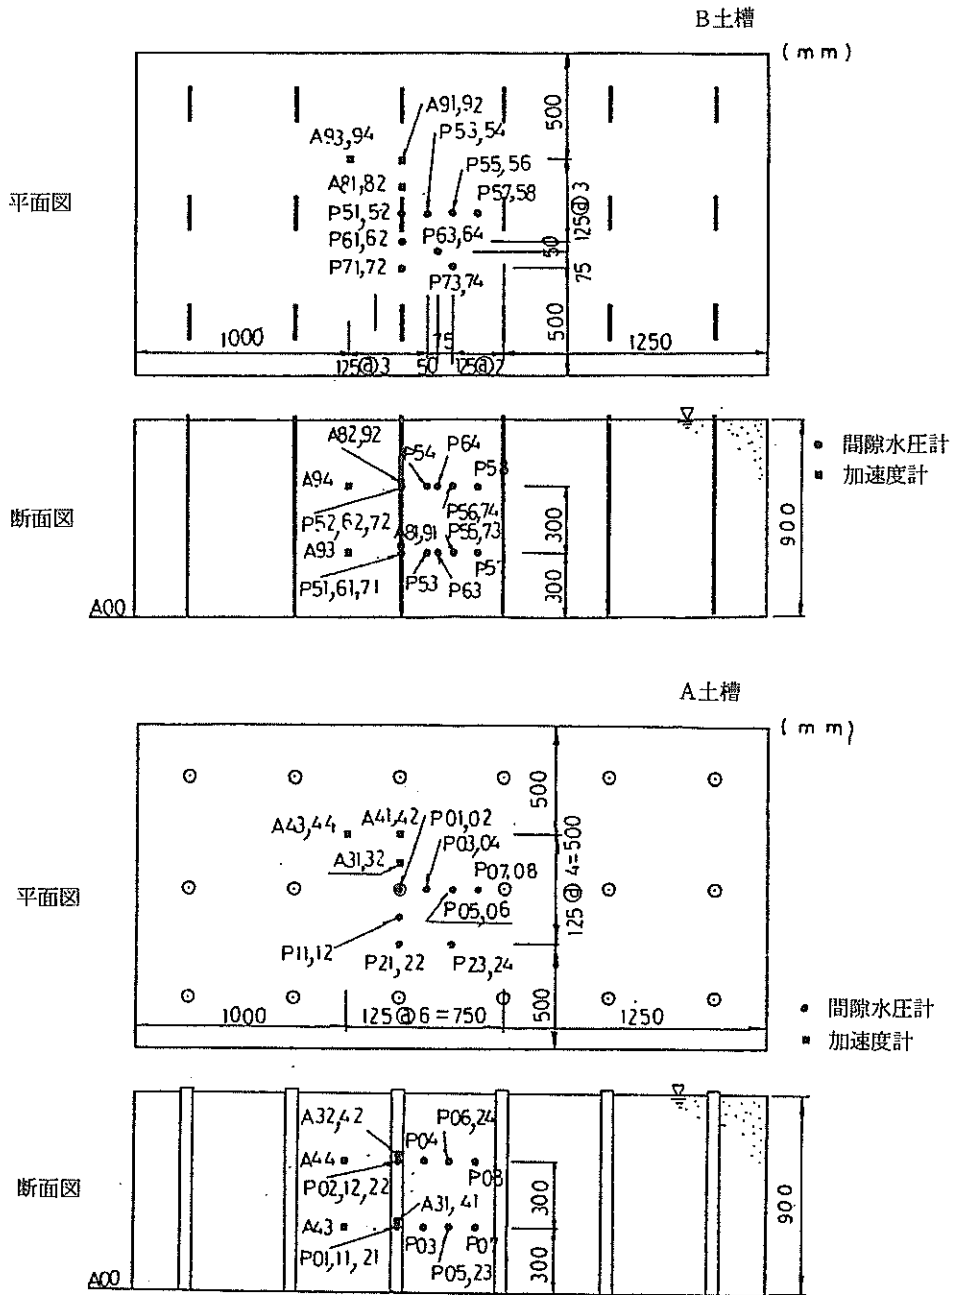 B土槽
(mm)
平面図
A91,92
P53,54
A93,94
P55,56
A81,82
P57,58
P51,52
P61,62
P63,64
P71,72
P73,74
500
125@3
50
75
500
1000
75
1250
125@3
50
125@2
断面図
A82,92
P54
P64
A94
P58
P52,62,72
P56,74
A81,91
P55,73
A93
P57
P51,61,71
P53
P63
A00
300
300
900
間隙水圧計
加速度計
A土槽
(mm)
平面図
A43,44
A41,42
P01,02
P03,04
A31,32
P07,08
P05,06
P11,12
P21,22
P23,24
500
125@4=500
500
1000
125@6=750
1250
間隙水圧計
加速度計
断面図
A32,42
P06,24
P04
A44
P08
P02,12,22
A31,41
A43
P03
P07
P01,11,21
P05,23
A00
300
300
900